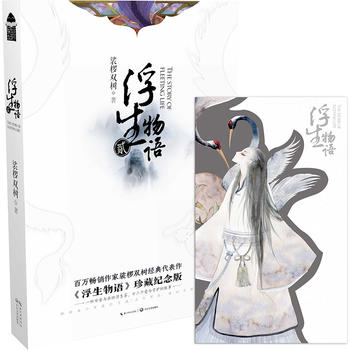 浮生物语
贰
裟椤双树
著
裟椤双树·著
THE STORY OF
FLEETING LIFE
浮生物语
贰
百万畅销作家裟椤双树经典代表作
《浮生物语》珍藏纪念版
浮生物语